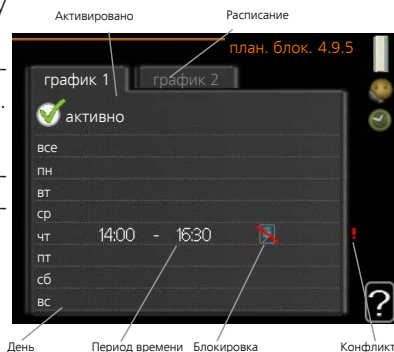 Активировано Расписание
план. блок. 4.9.5
график 1 график 2
активно
все
пн
вт
ср
чт 14:00 - 16:30 !
пт
сб
вс
?
День Период времени Блокировка Конфликт